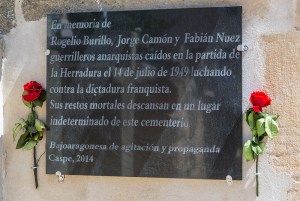 En memoria de
Rogelio Burillo, Jorge Camón y Fabián Nuez
guerrilleros anarquistas caídos en la partida de
la Herradura el 14 de julio de 1949 luchando
contra la dictadura franquista.
Sus restos mortales descansan en un lugar
indeterminado de este cementerio.
Bajoaragonesa de agitación y propaganda
Caspe, 2014